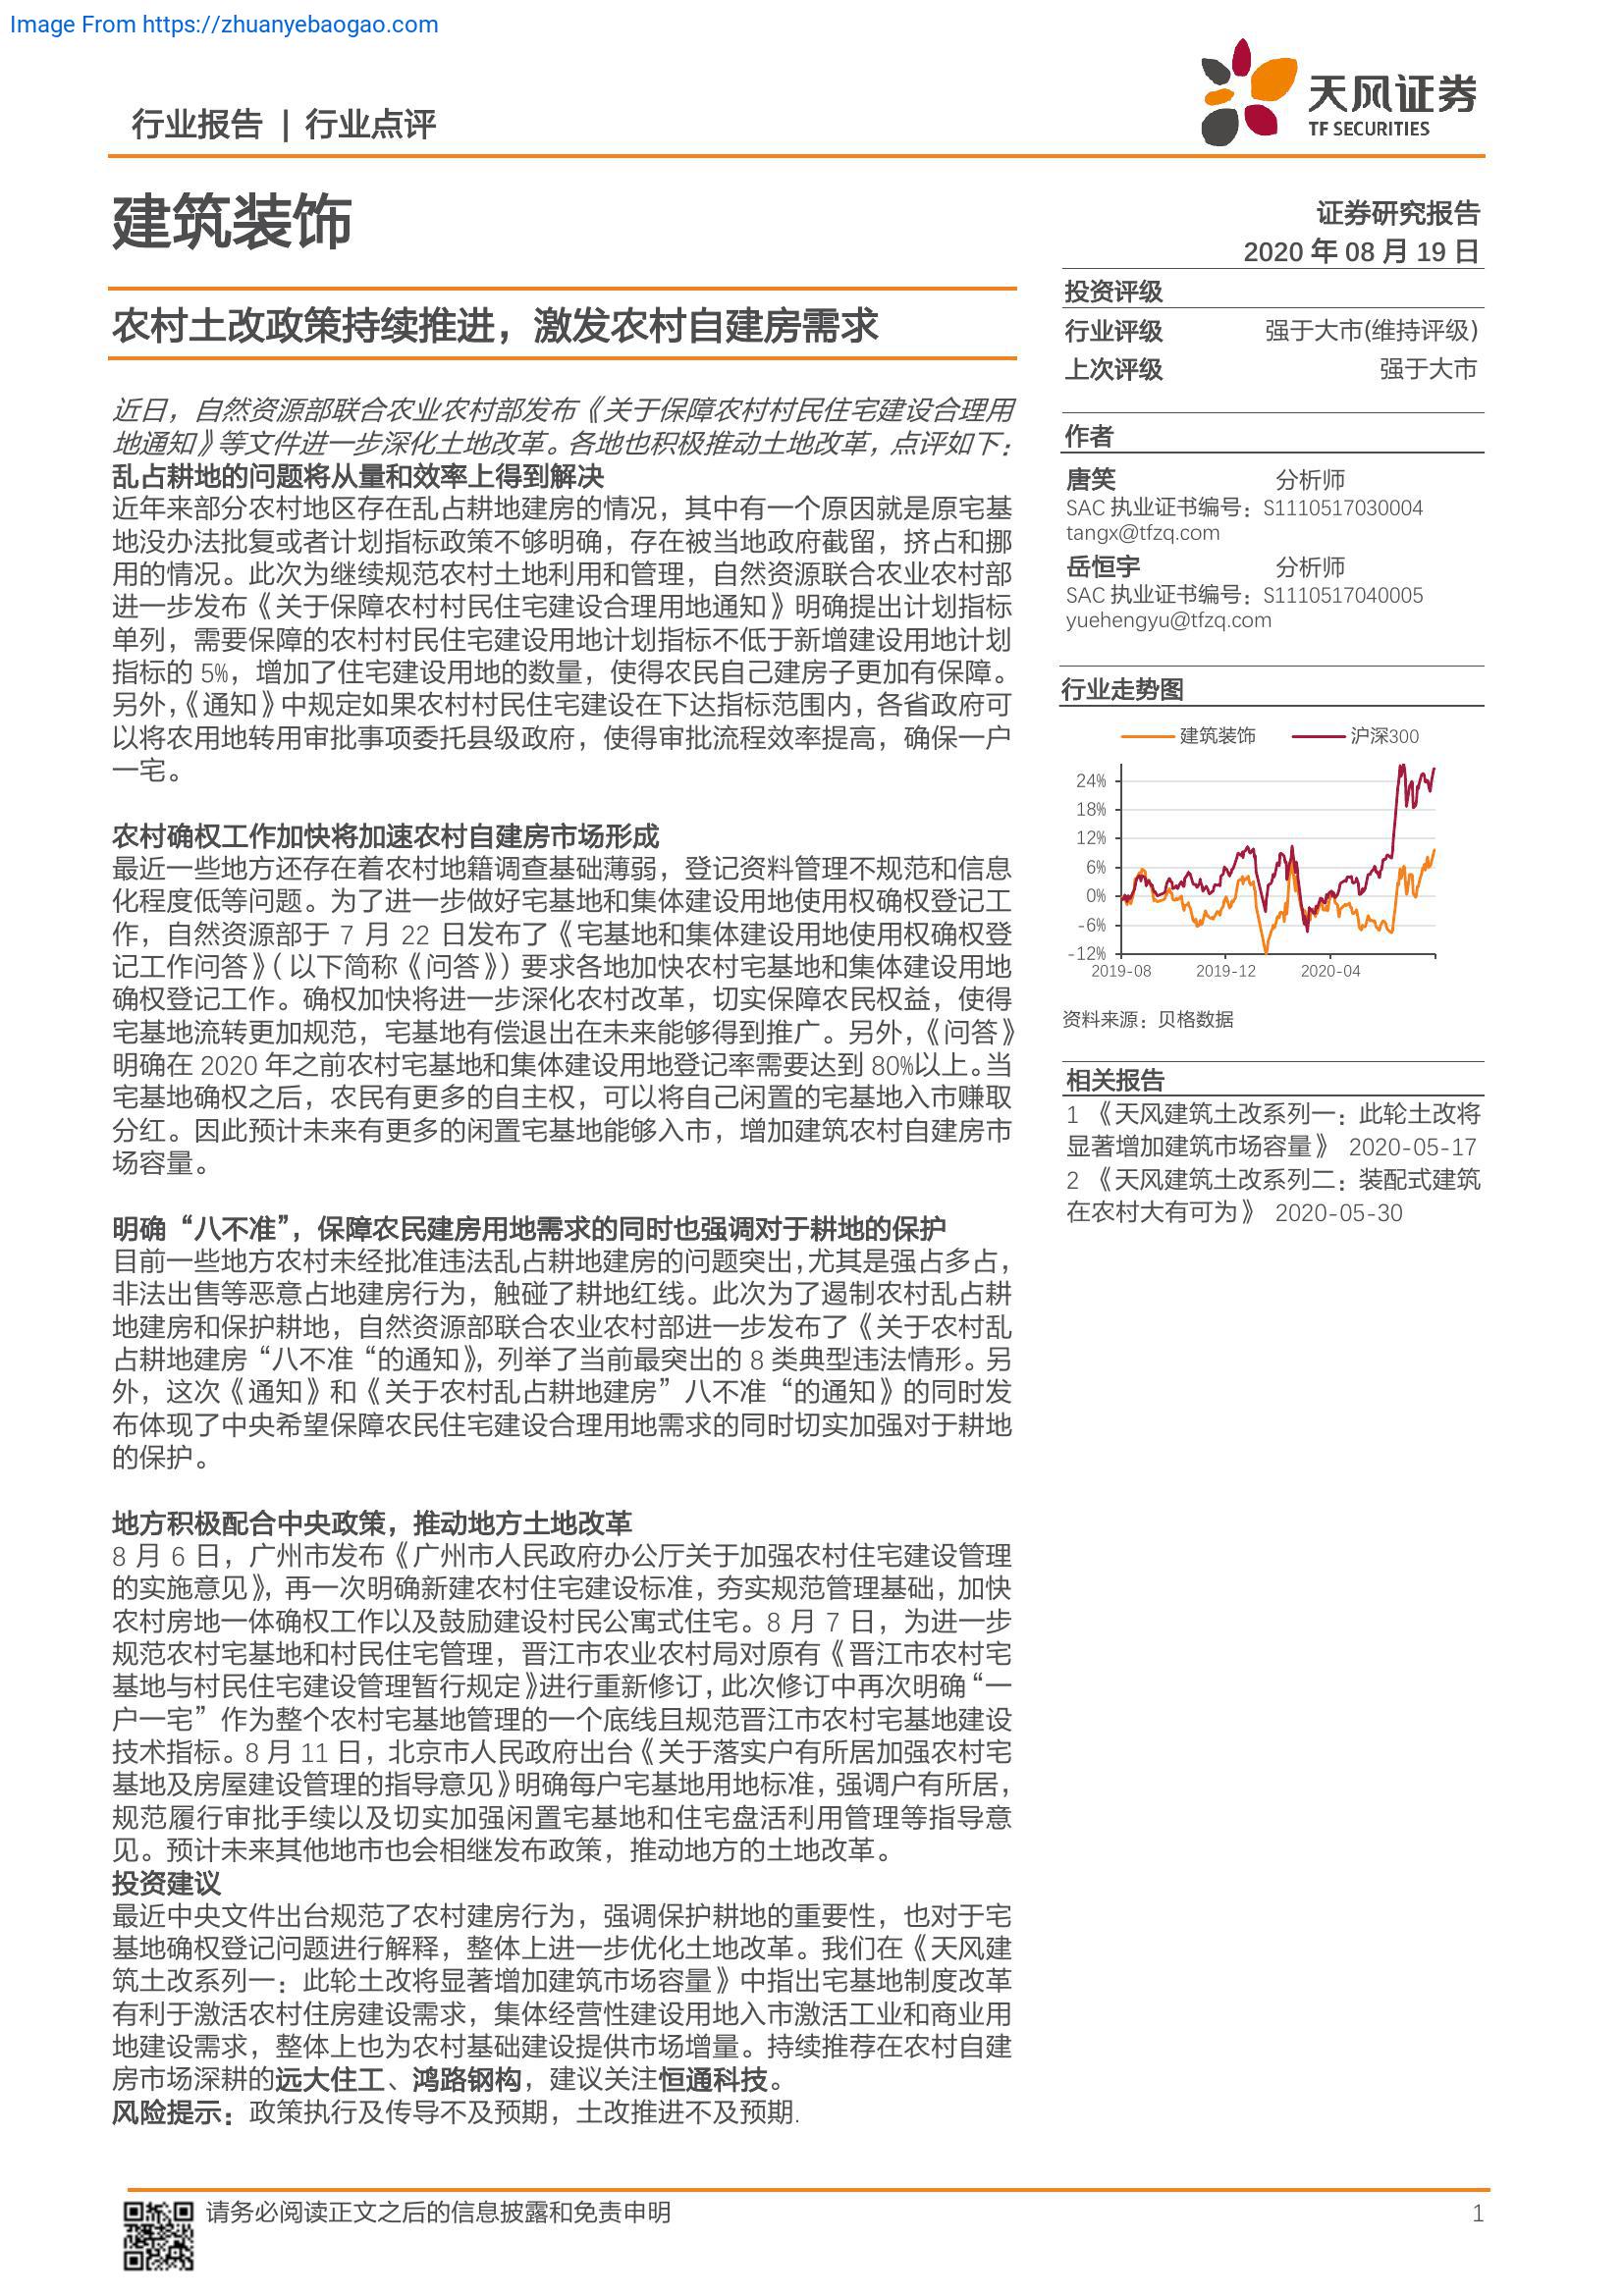 Image From https://zhuanyebaogao.com
行业报告 | 行业点评
天风证券
TF SECURITIES
建筑装饰
证券研究报告
2020 年 08 月 19 日
农村土改政策持续推进，激发农村自建房需求
近日，自然资源部联合农业农村部发布《关于保障农村村民住宅建设合理用
地通知》等文件进一步深化土地改革。各地也积极推动土地改革，点评如下：
乱占耕地的问题将从量和效率上得到解决
近年来部分农村地区存在乱占耕地建房的情况，其中有一个原因就是原宅基
地没办法批复或者计划指标政策不够明确，存在被当地政府截留，挤占和挪
用的情况。此次为继续规范农村土地利用和管理，自然资源联合农业农村部
进一步发布《关于保障农村村民住宅建设合理用地通知》明确提出计划指标
单列，需要保障的农村村民住宅建设用地计划指标不低于新增建设用地计划
指标的 5%，增加了住宅建设用地的数量，使得农民自己建房子更加有保障。
另外，《通知》中规定如果农村村民住宅建设在下达指标范围内，各省政府可
以将农用地转用审批事项委托县级政府，使得审批流程效率提高，确保一户
一宅。
农村确权工作加快将加速农村自建房市场形成
最近一些地方还存在着农村地籍调查基础薄弱，登记资料管理不规范和信息
化程度低等问题。为了进一步做好宅基地和集体建设用地使用权确权登记工
作，自然资源部于 7 月 22 日发布了《宅基地和集体建设用地使用权确权登
记工作问答》（以下简称《问答》）要求各地加快农村宅基地和集体建设用地
确权登记工作。确权加快将进一步深化农村改革，切实保障农民权益，使得
宅基地流转更加规范，宅基地有偿退出在未来能够得到推广。另外，《问答》
明确在 2020 年之前农村宅基地和集体建设用地登记率需要达到 80%以上。当
宅基地确权之后，农民有更多的自主权，可以将自己闲置的宅基地入市赚取
分红。因此预计未来有更多的闲置宅基地能够入市，增加建筑农村自建房市
场容量。
明确“八不准”，保障农民建房用地需求的同时也强调对于耕地的保护
目前一些地方农村未经批准违法乱占耕地建房的问题突出，尤其是强占多占，
非法出售等恶意占地建房行为，触碰了耕地红线。此次为了遏制农村乱占耕
地建房和保护耕地，自然资源部联合农业农村部进一步发布了《关于农村乱
占耕地建房“八不准“的通知》，列举了当前最突出的 8 类典型违法情形。另
外，这次《通知》和《关于农村乱占耕地建房”八不准“的通知》的同时发
布体现了中央希望保障农民住宅建设合理用地需求的同时切实加强对于耕地
的保护。
地方积极配合中央政策，推动地方土地改革
8 月 6 日，广州市发布《广州市人民政府办公厅关于加强农村住宅建设管理
的实施意见》，再一次明确新建农村住宅建设标准，夯实规范管理基础，加快
农村房地一体确权工作以及鼓励建设村民公寓式住宅。8 月 7 日，为进一步
规范农村宅基地和村民住宅管理，晋江市农业农村局对原有《晋江市农村宅
基地与村民住宅建设管理暂行规定》进行重新修订，此次修订中再次明确“一
户一宅”作为整个农村宅基地管理的一个底线且规范晋江市农村宅基地建设
技术指标。8 月 11 日，北京市人民政府出台《关于落实户有所居加强农村宅
基地及房屋建设管理的指导意见》明确每户宅基地用地标准，强调户有所居，
规范履行审批手续以及切实加强闲置宅基地和住宅盘活利用管理等指导意
见。预计未来其他地市也会相继发布政策，推动地方的土地改革。
投资建议
最近中央文件出台规范了农村建房行为，强调保护耕地的重要性，也对于宅
基地确权登记问题进行解释，整体上进一步优化土地改革。我们在《天风建
筑土改系列一：此轮土改将显著增加建筑市场容量》中指出宅基地制度改革
有利于激活农村住房建设需求，集体经营性建设用地入市激活工业和商业用
地建设需求，整体上也为农村基础建设提供市场增量。持续推荐在农村自建
房市场深耕的远大住工、鸿路钢构，建议关注恒通科技。
风险提示：政策执行及传导不及预期，土改推进不及预期.
投资评级
行业评级 强于大市(维持评级)
上次评级 强于大市
作者
唐笑 分析师
SAC 执业证书编号：S1110517030004
tangx@tfzq.com
岳恒宇 分析师
SAC 执业证书编号：S1110517040005
yuehengyu@tfzq.com
行业走势图
建筑装饰 沪深300
24%
18%
12%
6%
0%
-6%
-12%
2019-08 2019-12 2020-04
资料来源：贝格数据
相关报告
1 《天风建筑土改系列一：此轮土改将
显著增加建筑市场容量》 2020-05-17
2 《天风建筑土改系列二：装配式建筑
在农村大有可为》 2020-05-30
请务必阅读正文之后的信息披露和免责申明
1